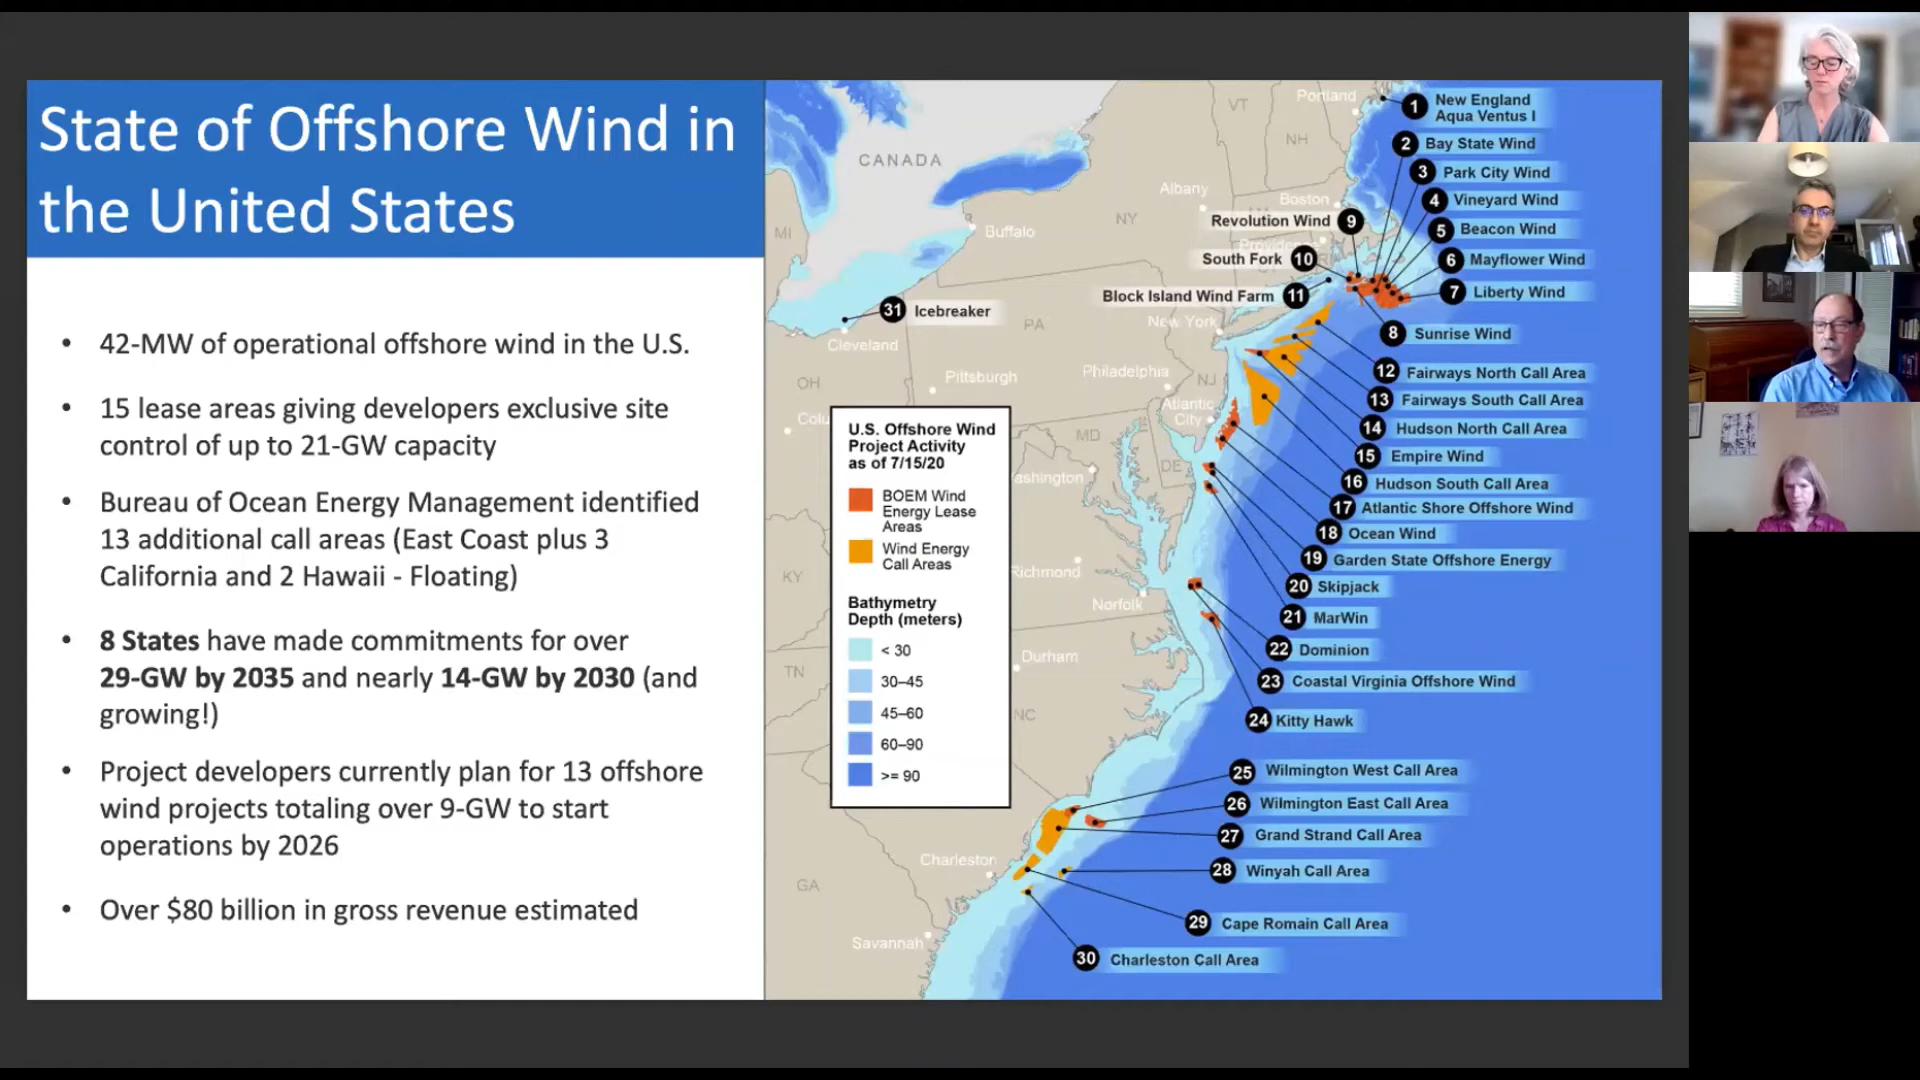 State of Offshore Wind in
the United States
• 42-MW of operational offshore wind in the U.S.
• 15 lease areas giving developers exclusive site
control of up to 21-GW capacity
• Bureau of Ocean Energy Management identified
13 additional call areas (East Coast plus 3
California and 2 Hawaii - Floating)
• 8 States have made commitments for over
29-GW by 2035 and nearly 14-GW by 2030 (and
growing!)
• Project developers currently plan for 13 offshore
wind projects totaling over 9-GW to start
operations by 2026
• Over $80 billion in gross revenue estimated
CANADA
MI
VT
NH
NY
PA
OH
NJ
MD
DE
KY
TN
NC
GA
Portland
Albany
Boston
Buffalo
Providence
New York
Cleveland
Pittsburgh
Philadelphia
Atlantic
City
Colu
ashington
Richmond
Norfolk
Durham
Charleston
Savannah
U.S. Offshore Wind
Project Activity
as of 7/15/20
BOEM Wind
Energy Lease
Areas
Wind Energy
Call Areas
Bathymetry
Depth (meters)
< 30
30–45
45–60
60–90
>= 90
1 New England
Aqua Ventus I
2 Bay State Wind
3 Park City Wind
4 Vineyard Wind
5 Beacon Wind
6 Mayflower Wind
7 Liberty Wind
8 Sunrise Wind
Revolution Wind 9
South Fork 10
Block Island Wind Farm 11
12 Fairways North Call Area
13 Fairways South Call Area
14 Hudson North Call Area
15 Empire Wind
16 Hudson South Call Area
17 Atlantic Shore Offshore Wind
18 Ocean Wind
19 Garden State Offshore Energy
20 Skipjack
21 MarWin
22 Dominion
23 Coastal Virginia Offshore Wind
24 Kitty Hawk
25 Wilmington West Call Area
26 Wilmington East Call Area
27 Grand Strand Call Area
28 Winyah Call Area
29 Cape Romain Call Area
30 Charleston Call Area
31 Icebreaker